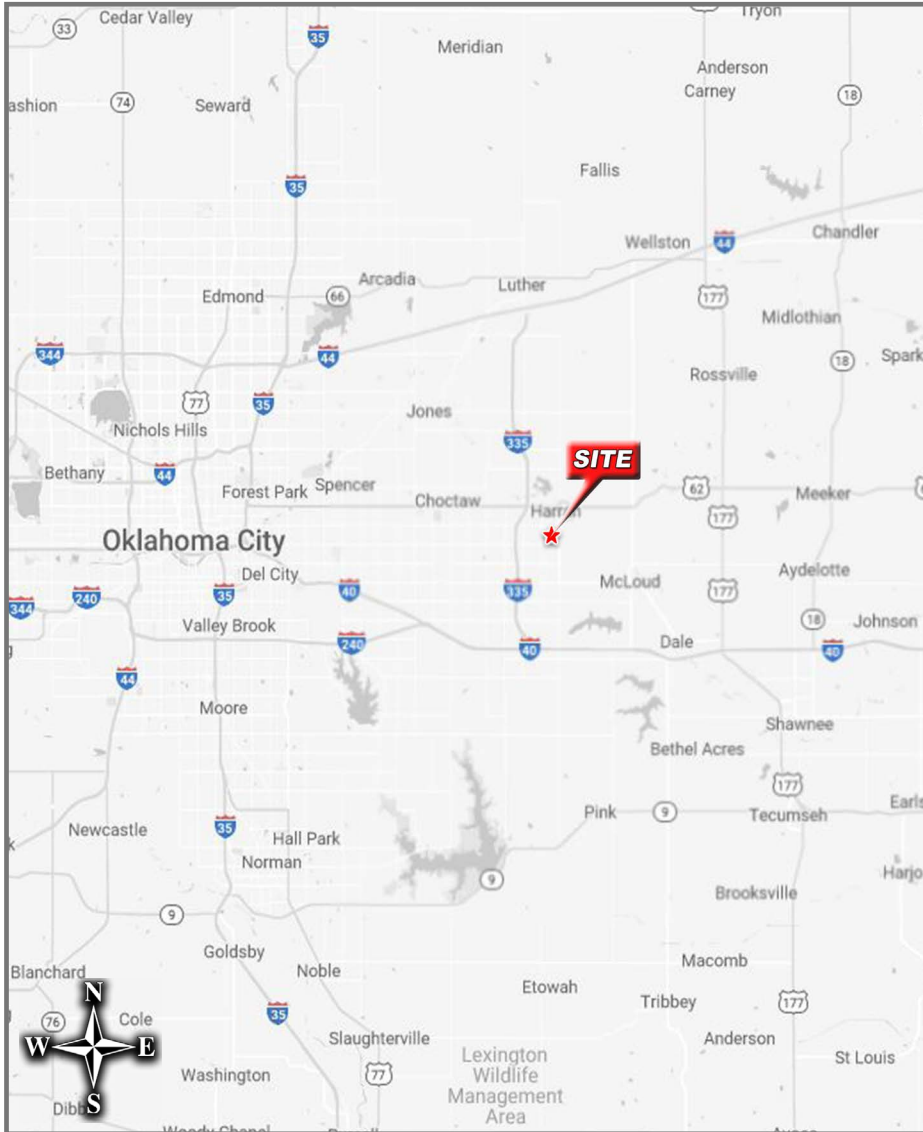 Cedar Valley
Tryon
33
35
Meridian
Anderson
Carney
ashion
74
Seward
18
Fallis
35
Wellston
44
Chandler
Arcadia
Luther
Edmond
66
177
Midlothian
344
44
Spark
18
Rossville
77
35
Jones
Nichols Hills
335
SITE
Bethany
44
Forest Park
Spencer
62
Meeker
Choctaw
177
Oklahoma City
Del City
Aydelotte
McLoud
344
240
35
40
335
177
18
Johnson
Valley Brook
240
Dale
40
40
44
Moore
Shawnee
Bethel Acres
177
Pink
9
Tecumseh
Earls
Newcastle
35
Hall Park
Norman
9
Harjo
Brooksville
9
Goldsby
Macomb
Blanchard
Noble
Etowah
Tribbey
177
N
W
E
S
76
Cole
35
Slaughterville
Anderson
St Louis
Lexington
Wildlife
Management
Area
Washington
77
Dibb